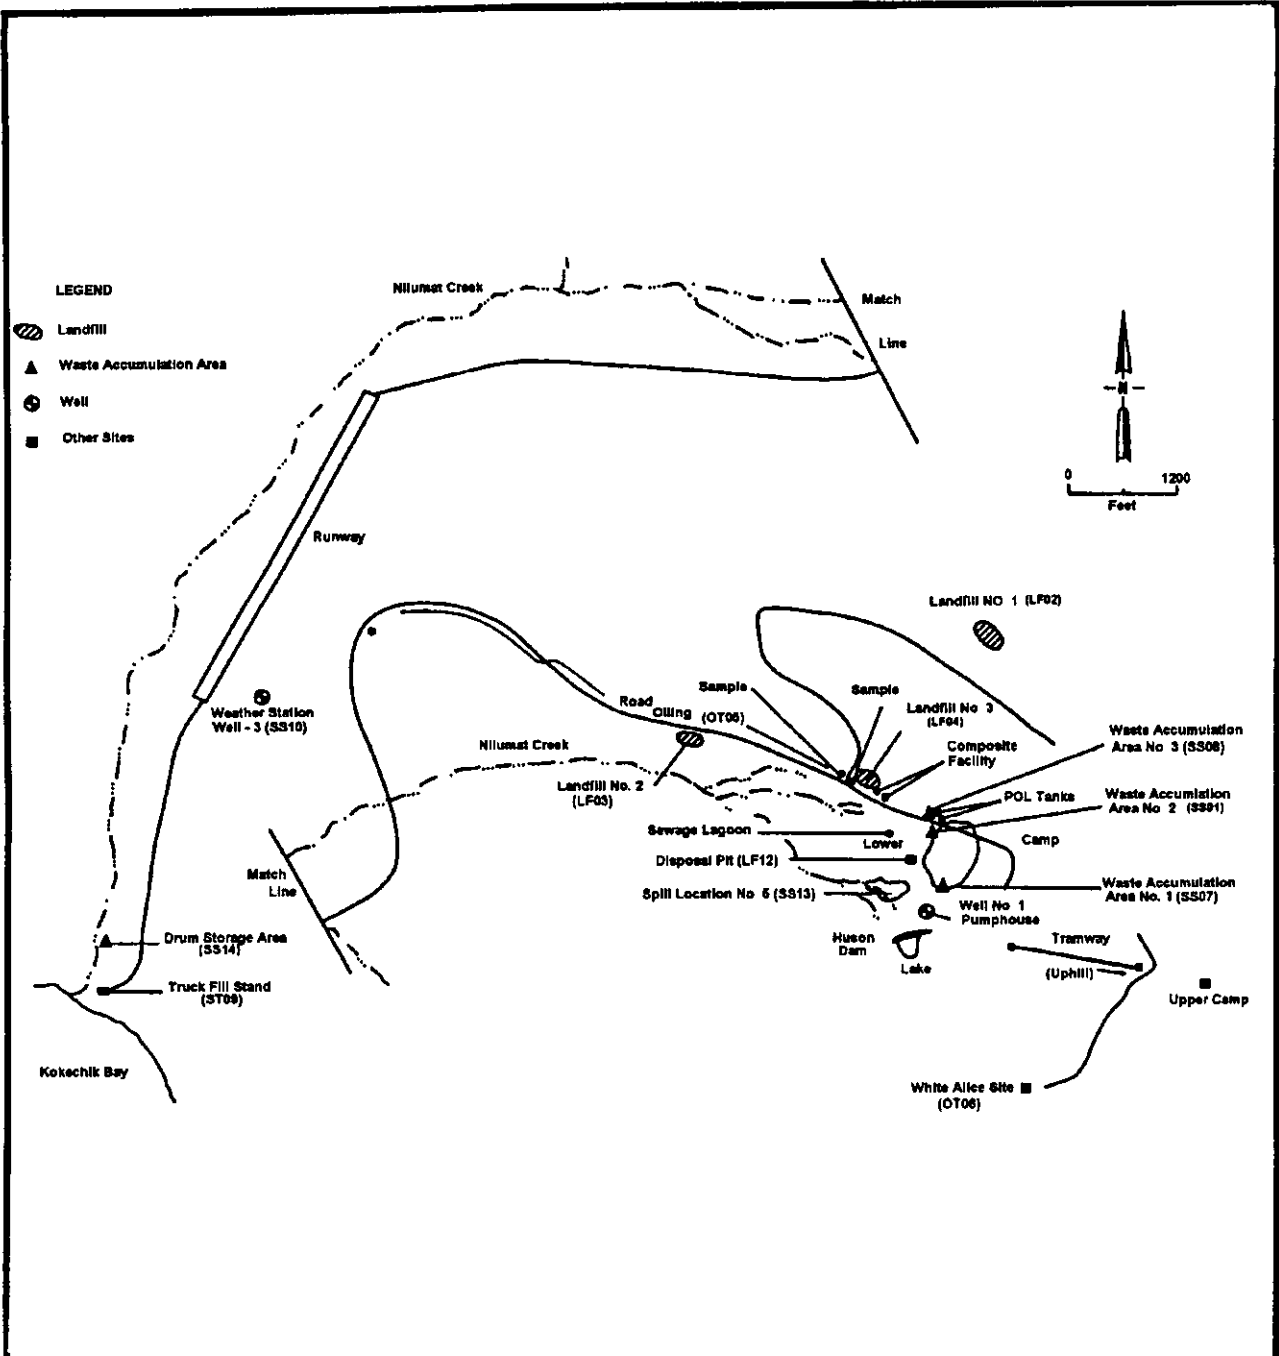 LEGEND
Landfill
Waste Accumulation Area
Well
Other Sites
Nilumat Creek
Match
Line
N
0 1200
Feet
Runway
Landfill NO 1 (LF02)
Weather Station
Well - 3 (SS10)
Road
Oiling
(OT05)
Sample
Sample
Landfill No 3
(LF04)
Composite
Facility
Waste Accumulation
Area No 3 (SS08)
Nilumat Creek
Landfill No. 2
(LF03)
POL Tanks
Waste Accumlation
Area No 2 (SS01)
Sewage Lagoon
Lower
Camp
Disposal Pit (LF12)
Match
Line
Spill Location No 5 (SS13)
Waste Accumulation
Area No. 1 (SS07)
Well No 1
Pumphouse
Huson
Dam
Lake
Tramway
(Uphill)
Upper Camp
Drum Storage Area
(SS14)
Truck Fill Stand
(ST09)
Kokechik Bay
White Alice Site
(OT06)